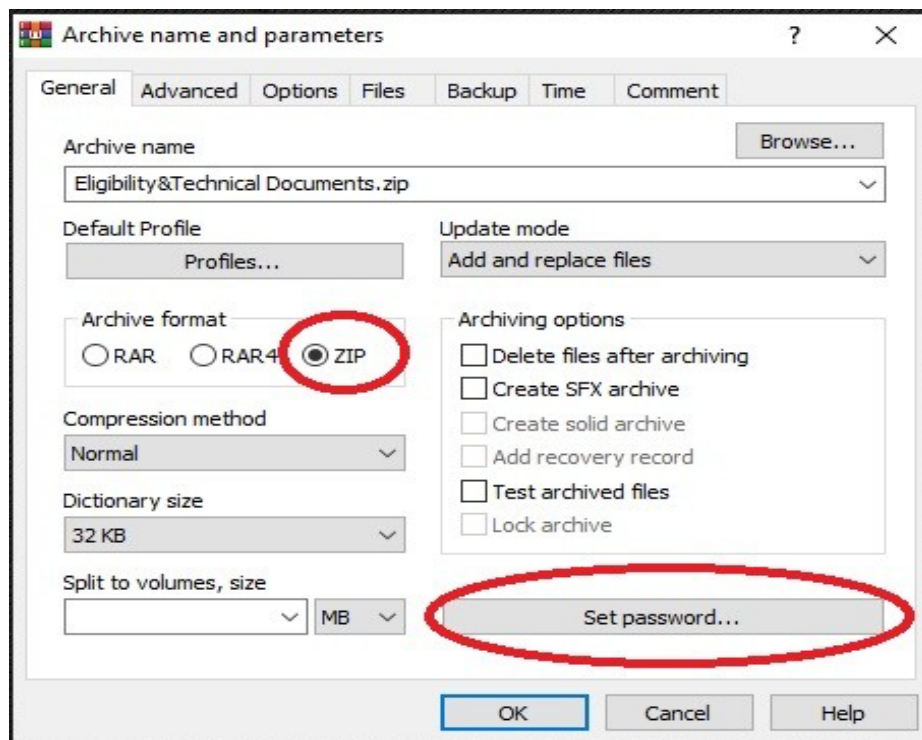 Archive name and parameters
?
General
Advanced
Options
Files
Backup
Time
Comment
Archive name
Browse...
Eligibility&Technical Documents.zip
Default Profile
Profiles...
Update mode
Add and replace files
Archive format
RAR
RAR4
ZIP
Compression method
Normal
Dictionary size
32 KB
Split to volumes, size
MB
Archiving options
Delete files after archiving
Create SFX archive
Create solid archive
Add recovery record
Test archived files
Lock archive
Set password...
OK
Cancel
Help